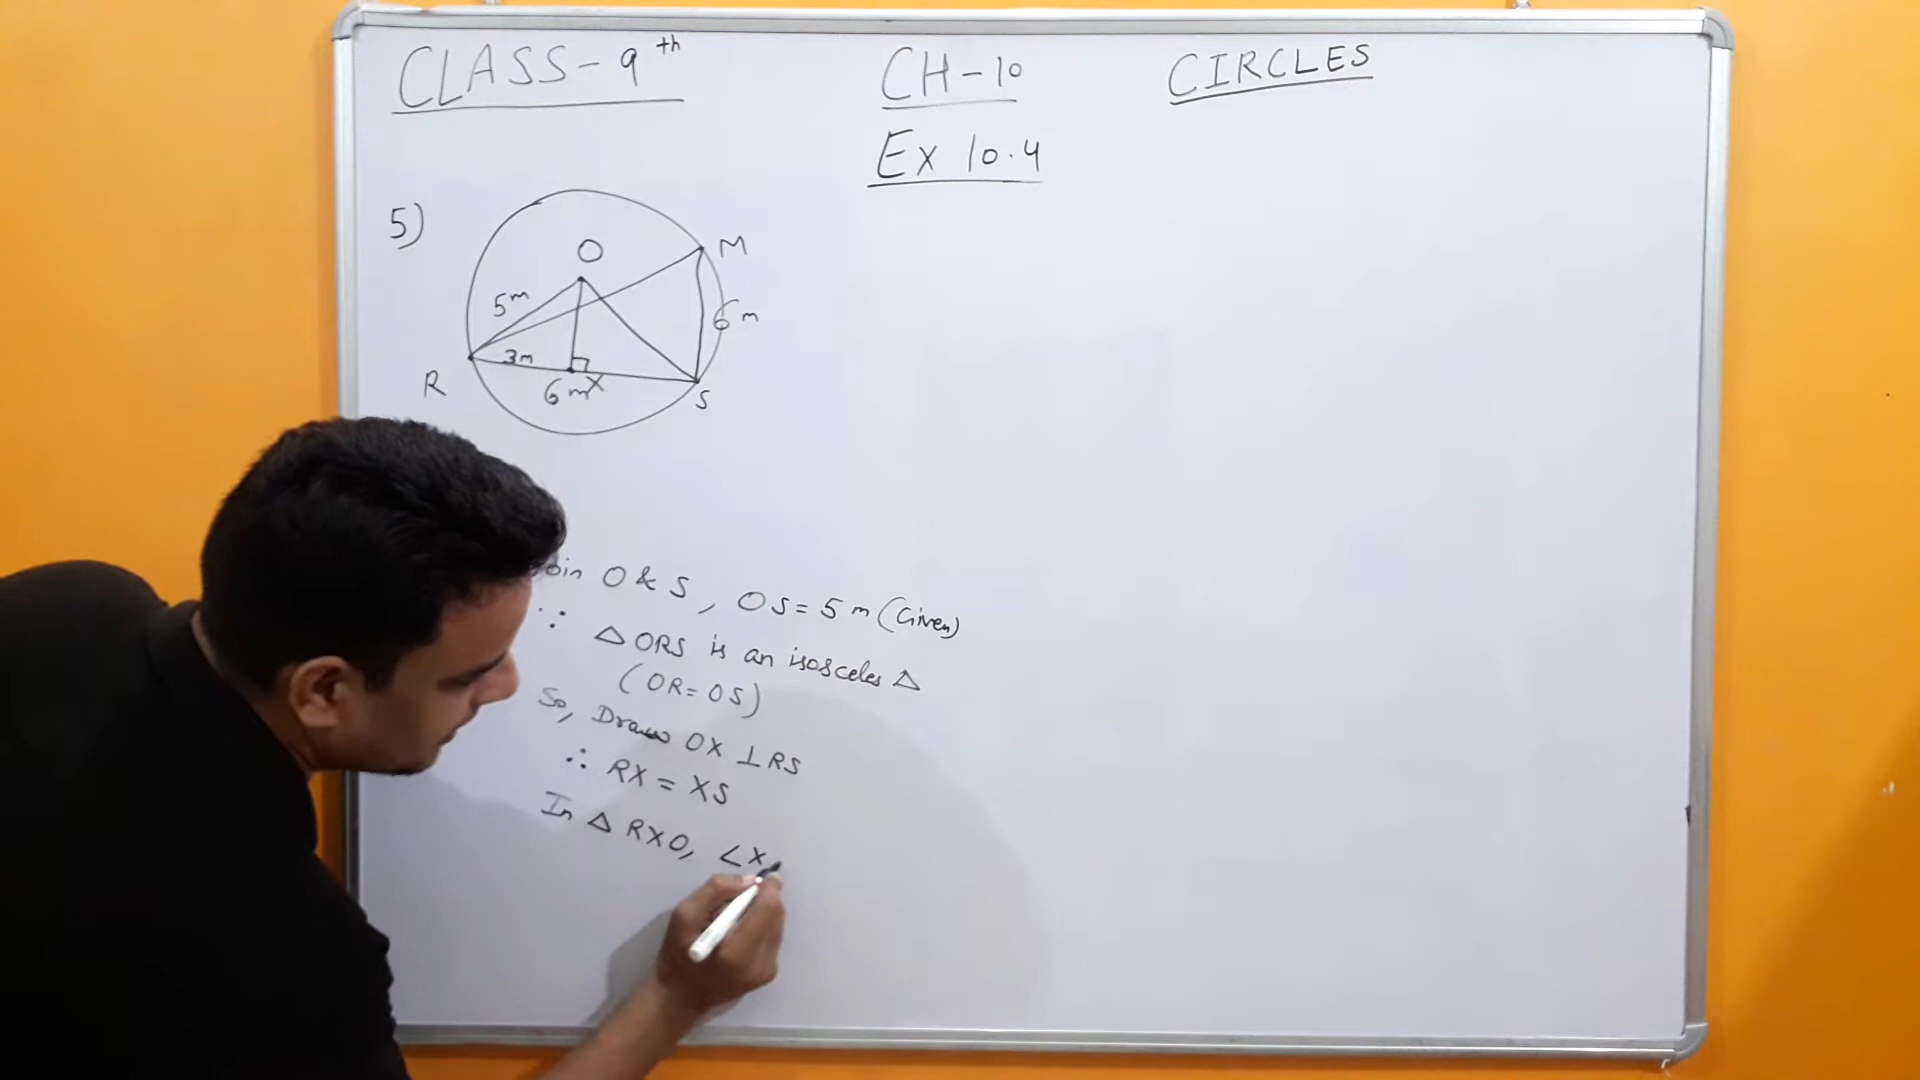 CLASS - 9th
CH - 10
CIRCLES
Ex 10.4
5)
O
M
5m
6m
3m
R
6m
X
S
oin O & S, OS = 5 m (Given)
∴ △ ORS is an isosceles △
(OR = OS)
So, Draw OX ⊥ RS
∴ RX = XS
In △ RXO, ∠X